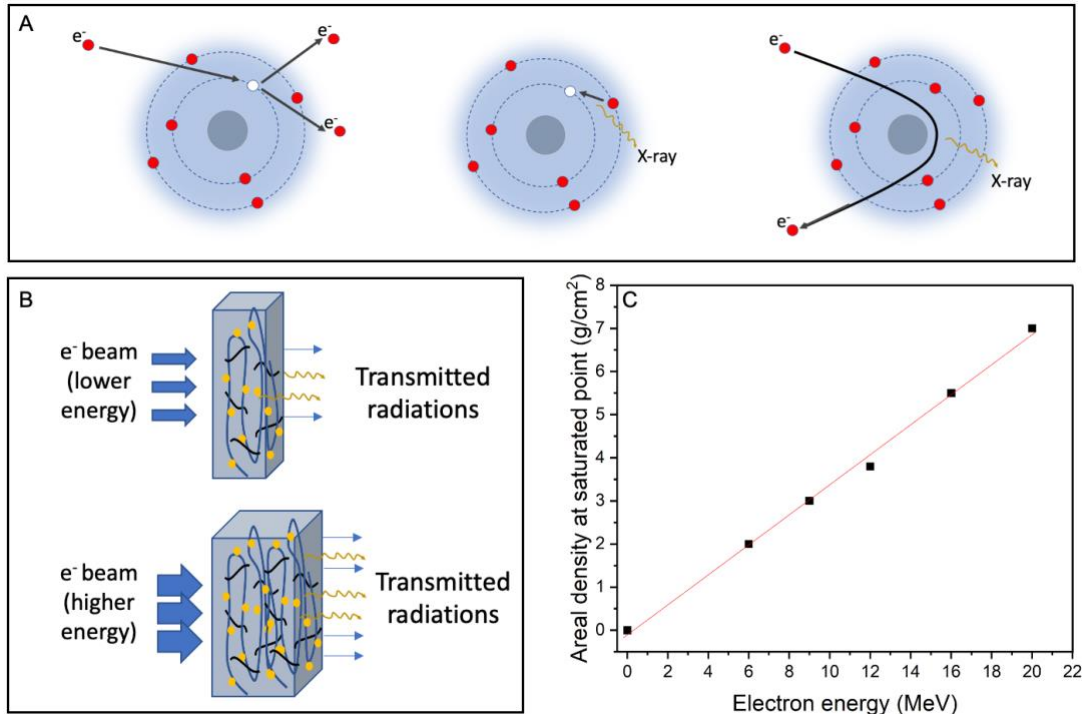 A
e-
e-
e-
X-ray
e-
e-
X-ray
B
e- beam
(lower
energy)
Transmitted
radiations
e- beam
(higher
energy)
Transmitted
radiations
C
Areal density at saturated point (g/cm²)
8
7
6
5
4
3
2
1
0
0 2 4 6 8 10 12 14 16 18 20 22
Electron energy (MeV)